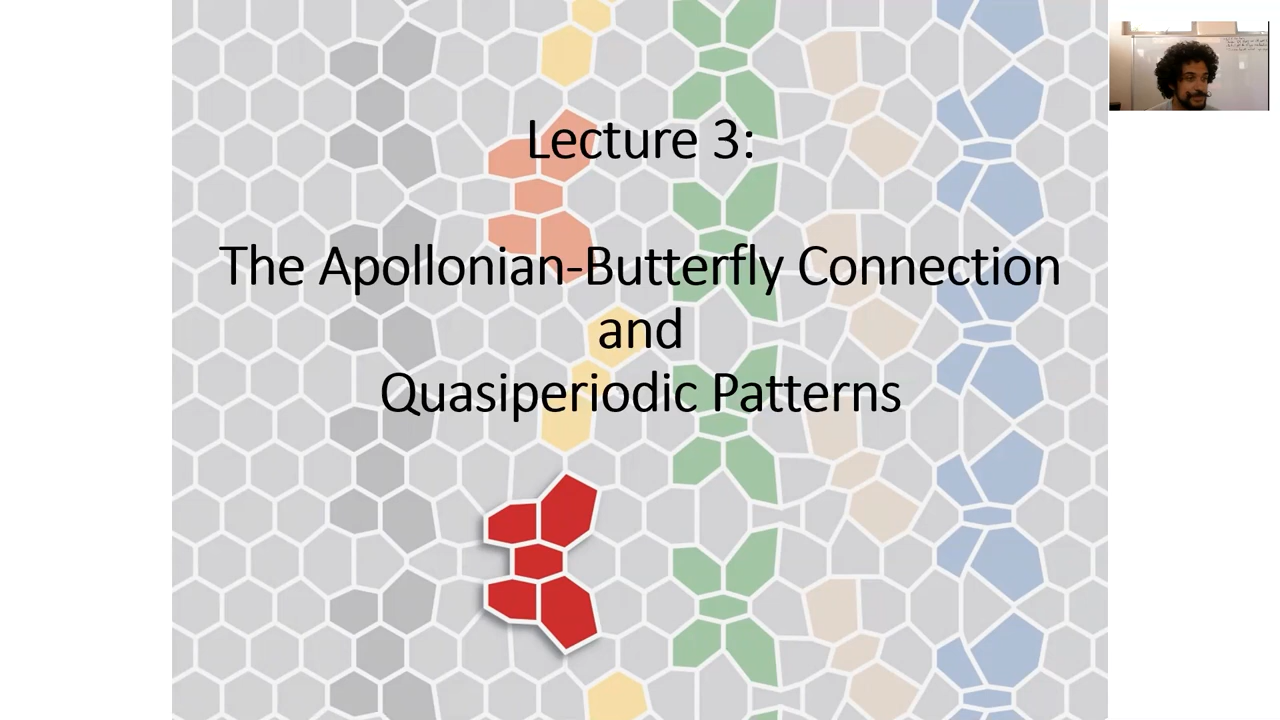 Lecture 3:
The Apollonian-Butterfly Connection
and
Quasiperiodic Patterns